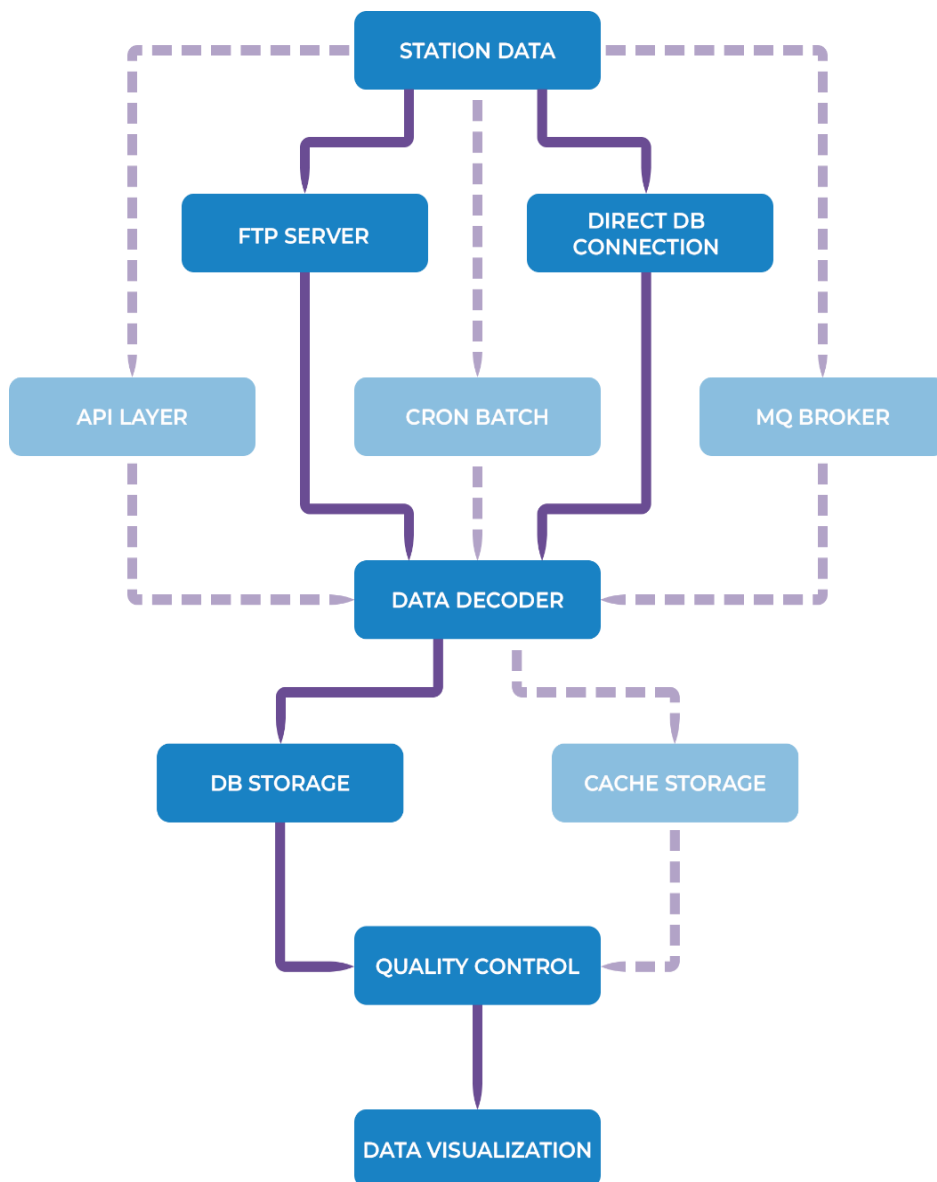 STATION DATA
FTP SERVER
DIRECT DB
CONNECTION
API LAYER
CRON BATCH
MQ BROKER
DATA DECODER
DB STORAGE
CACHE STORAGE
QUALITY CONTROL
DATA VISUALIZATION